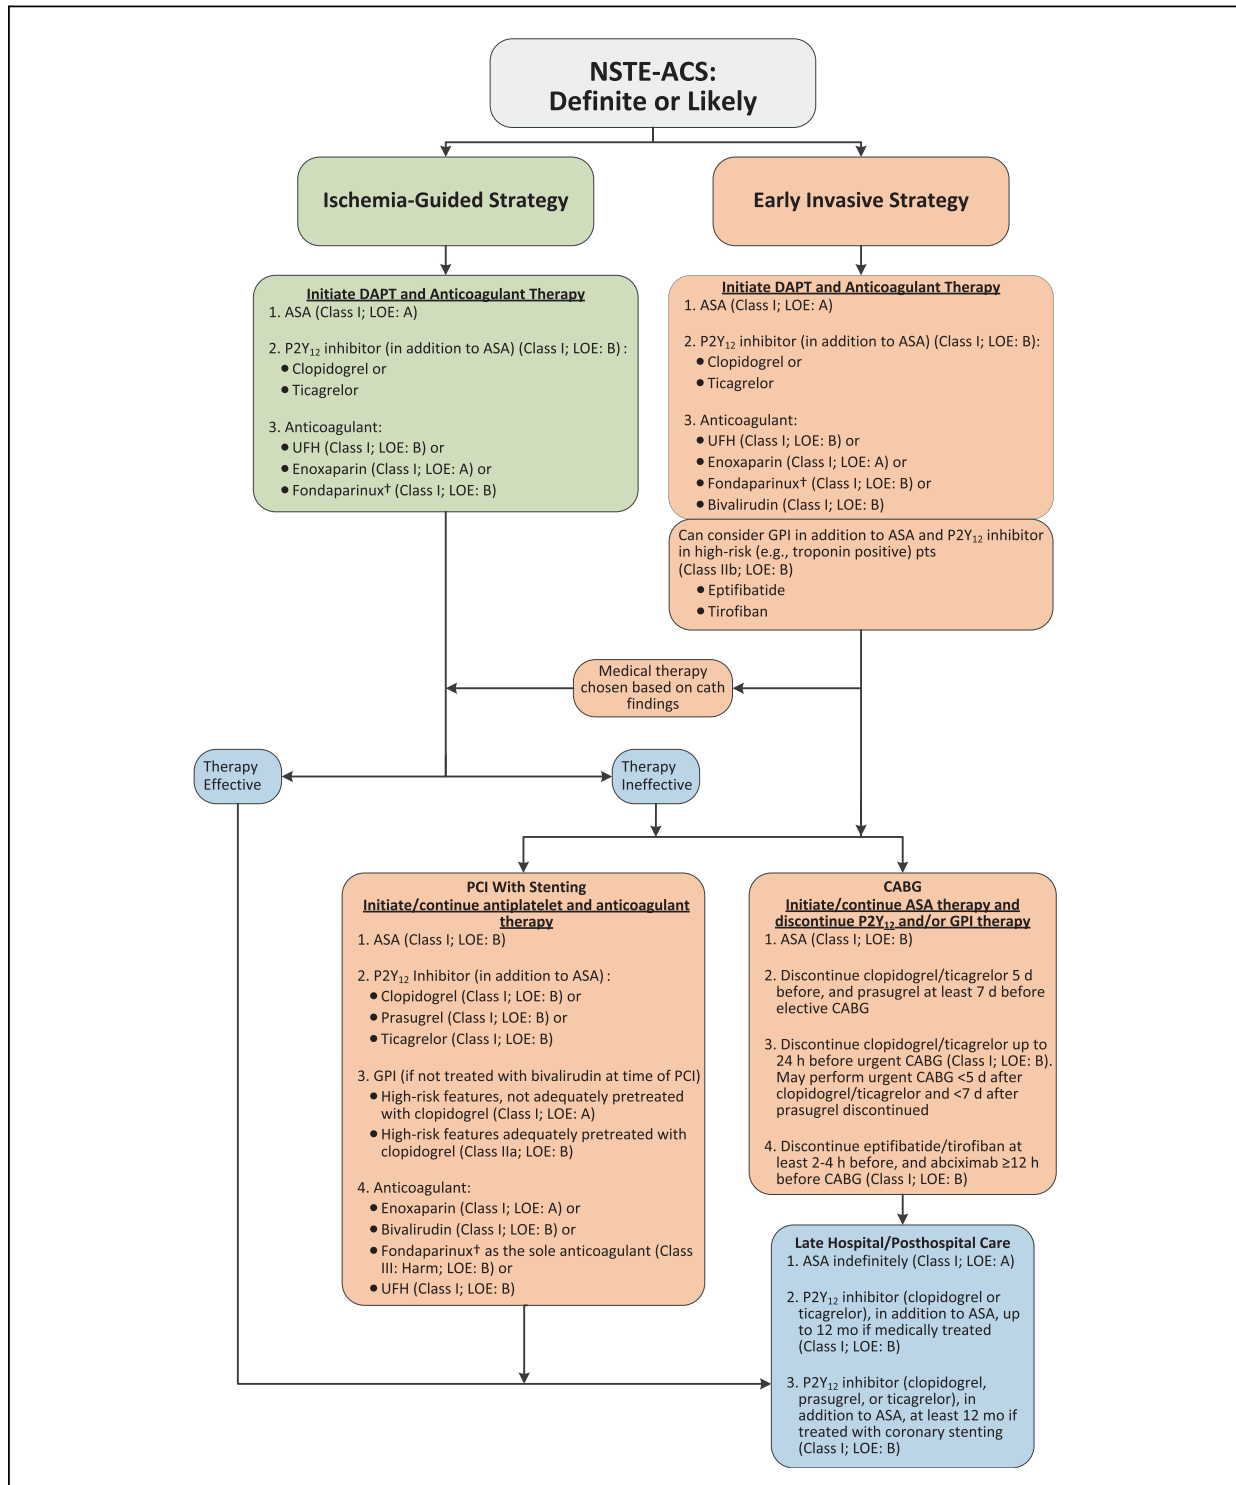 NSTE-ACS:
Definite or Likely
Ischemia-Guided Strategy
Early Invasive Strategy
Initiate DAPT and Anticoagulant Therapy
1. ASA (Class I; LOE: A)
2. P2Y₁₂ inhibitor (in addition to ASA) (Class I; LOE: B) :
● Clopidogrel or
● Ticagrelor
3. Anticoagulant:
● UFH (Class I; LOE: B) or
● Enoxaparin (Class I; LOE: A) or
● Fondaparinux† (Class I; LOE: B)
Initiate DAPT and Anticoagulant Therapy
1. ASA (Class I; LOE: A)
2. P2Y₁₂ inhibitor (in addition to ASA) (Class I; LOE: B):
● Clopidogrel or
● Ticagrelor
3. Anticoagulant:
● UFH (Class I; LOE: B) or
● Enoxaparin (Class I; LOE: A) or
● Fondaparinux† (Class I; LOE: B) or
● Bivalirudin (Class I; LOE: B)
Can consider GPI in addition to ASA and P2Y₁₂ inhibitor
in high-risk (e.g., troponin positive) pts
(Class IIb; LOE: B)
● Eptifibatide
● Tirofiban
Medical therapy
chosen based on cath
findings
Therapy
Effective
Therapy
Ineffective
PCI With Stenting
Initiate/continue antiplatelet and anticoagulant
therapy
1. ASA (Class I; LOE: B)
2. P2Y₁₂ Inhibitor (in addition to ASA) :
● Clopidogrel (Class I; LOE: B) or
● Prasugrel (Class I; LOE: B) or
● Ticagrelor (Class I; LOE: B)
3. GPI (if not treated with bivalirudin at time of PCI)
● High-risk features, not adequately pretreated
with clopidogrel (Class I; LOE: A)
● High-risk features adequately pretreated with
clopidogrel (Class IIa; LOE: B)
4. Anticoagulant:
● Enoxaparin (Class I; LOE: A) or
● Bivalirudin (Class I; LOE: B) or
● Fondaparinux† as the sole anticoagulant (Class
III: Harm; LOE: B) or
● UFH (Class I; LOE: B)
CABG
Initiate/continue ASA therapy and
discontinue P2Y₁₂ and/or GPI therapy
1. ASA (Class I; LOE: B)
2. Discontinue clopidogrel/ticagrelor 5 d
before, and prasugrel at least 7 d before
elective CABG
3. Discontinue clopidogrel/ticagrelor up to
24 h before urgent CABG (Class I; LOE: B).
May perform urgent CABG <5 d after
clopidogrel/ticagrelor and <7 d after
prasugrel discontinued
4. Discontinue eptifibatide/tirofiban at
least 2-4 h before, and abciximab ≥12 h
before CABG (Class I; LOE: B)
Late Hospital/Posthospital Care
1. ASA indefinitely (Class I; LOE: A)
2. P2Y₁₂ inhibitor (clopidogrel or
ticagrelor), in addition to ASA, up
to 12 mo if medically treated
(Class I; LOE: B)
3. P2Y₁₂ inhibitor (clopidogrel,
prasugrel, or ticagrelor), in
addition to ASA, at least 12 mo if
treated with coronary stenting
(Class I; LOE: B)